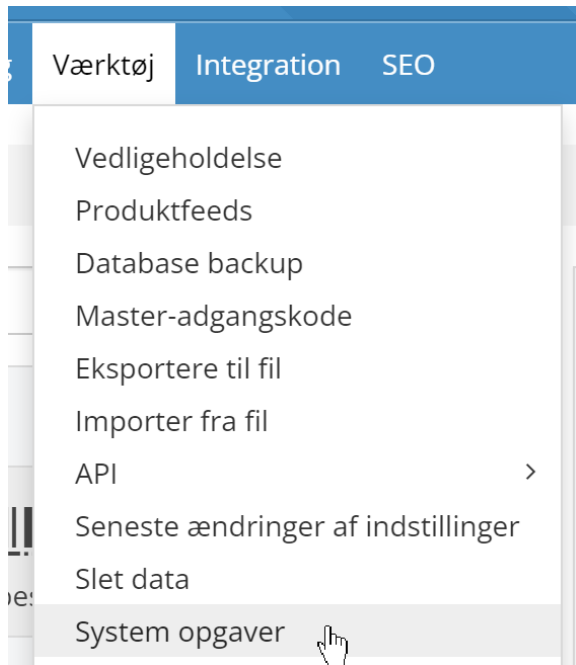 Værktøj Integration SEO
Vedligeholdelse
Produktfeeds
Database backup
Master-adgangskode
Eksportere til fil
Importer fra fil
API
Seneste ændringer af indstillinger
Slet data
System opgaver